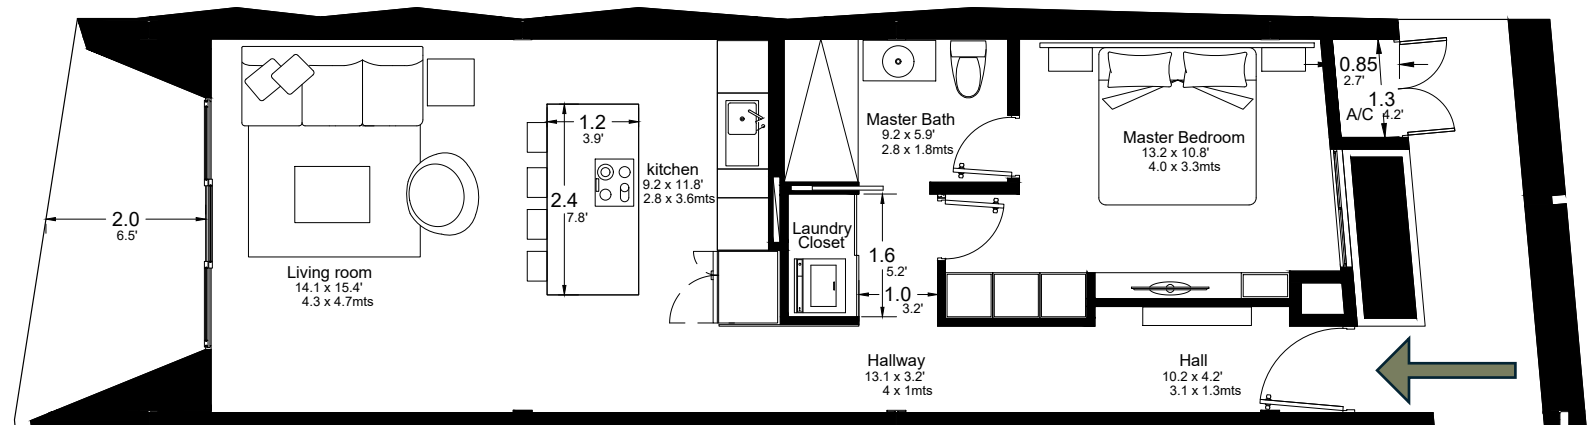 2.0
6.5'
Living room
14.1 x 15.4'
4.3 x 4.7mts
1.2
3.9'
2.4
7.8'
kitchen
9.2 x 11.8'
2.8 x 3.6mts
Master Bath
9.2 x 5.9'
2.8 x 1.8mts
Laundry
Closet
1.6
5.2'
1.0
3.2'
Master Bedroom
13.2 x 10.8'
4.0 x 3.3mts
0.85
2.7'
1.3
4.2'
A/C
Hallway
13.1 x 3.2'
4 x 1mts
Hall
10.2 x 4.2'
3.1 x 1.3mts